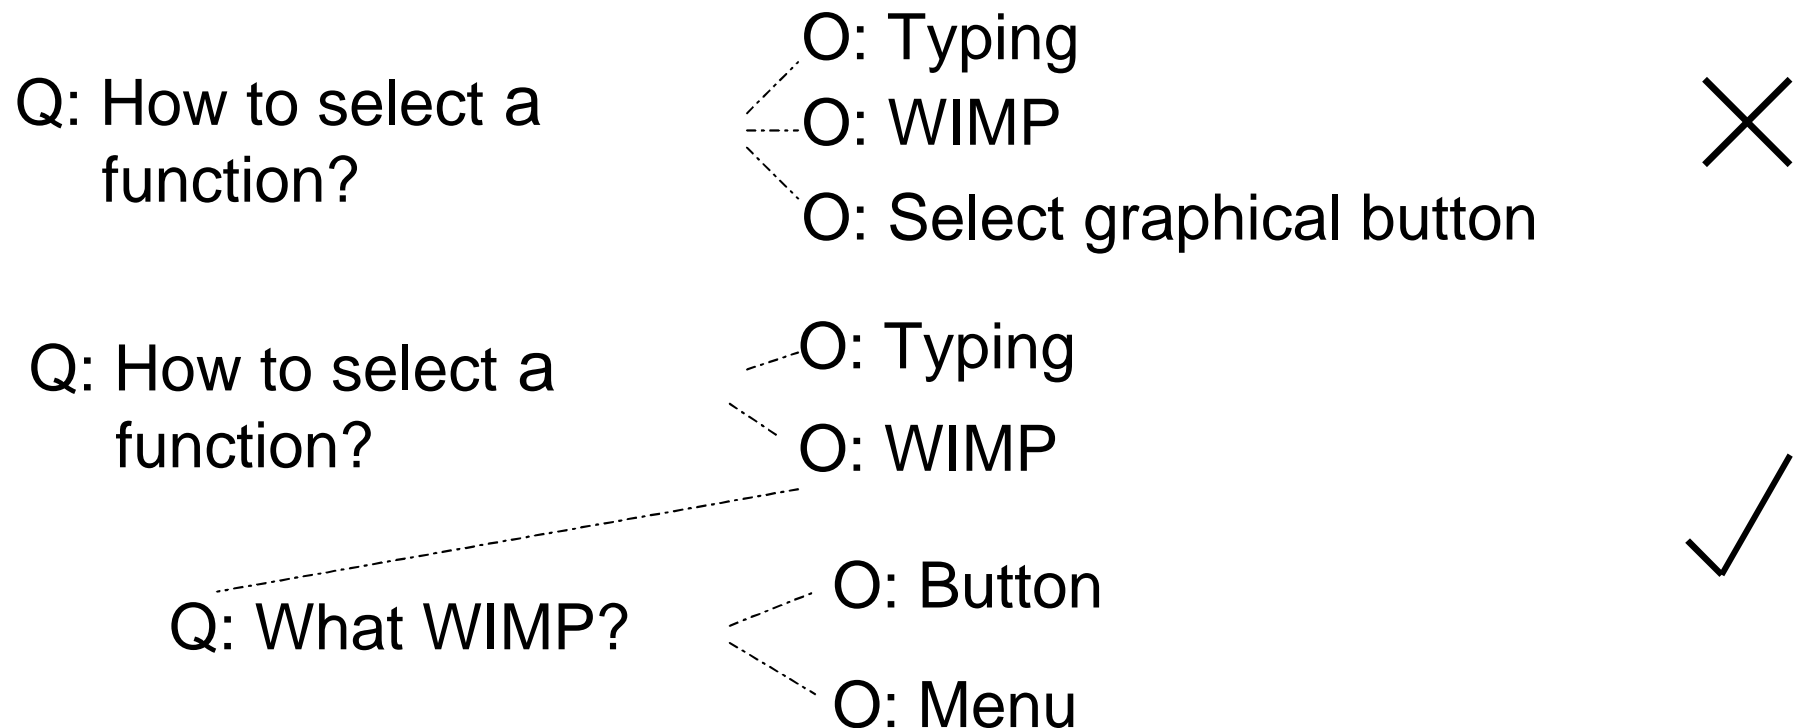 O: Typing
Q: How to select a
O: WIMP
function?
O: Select graphical button
O: Typing
Q: How to select a
function?
O: WIMP
O: Button
Q: What WIMP?
O: Menu